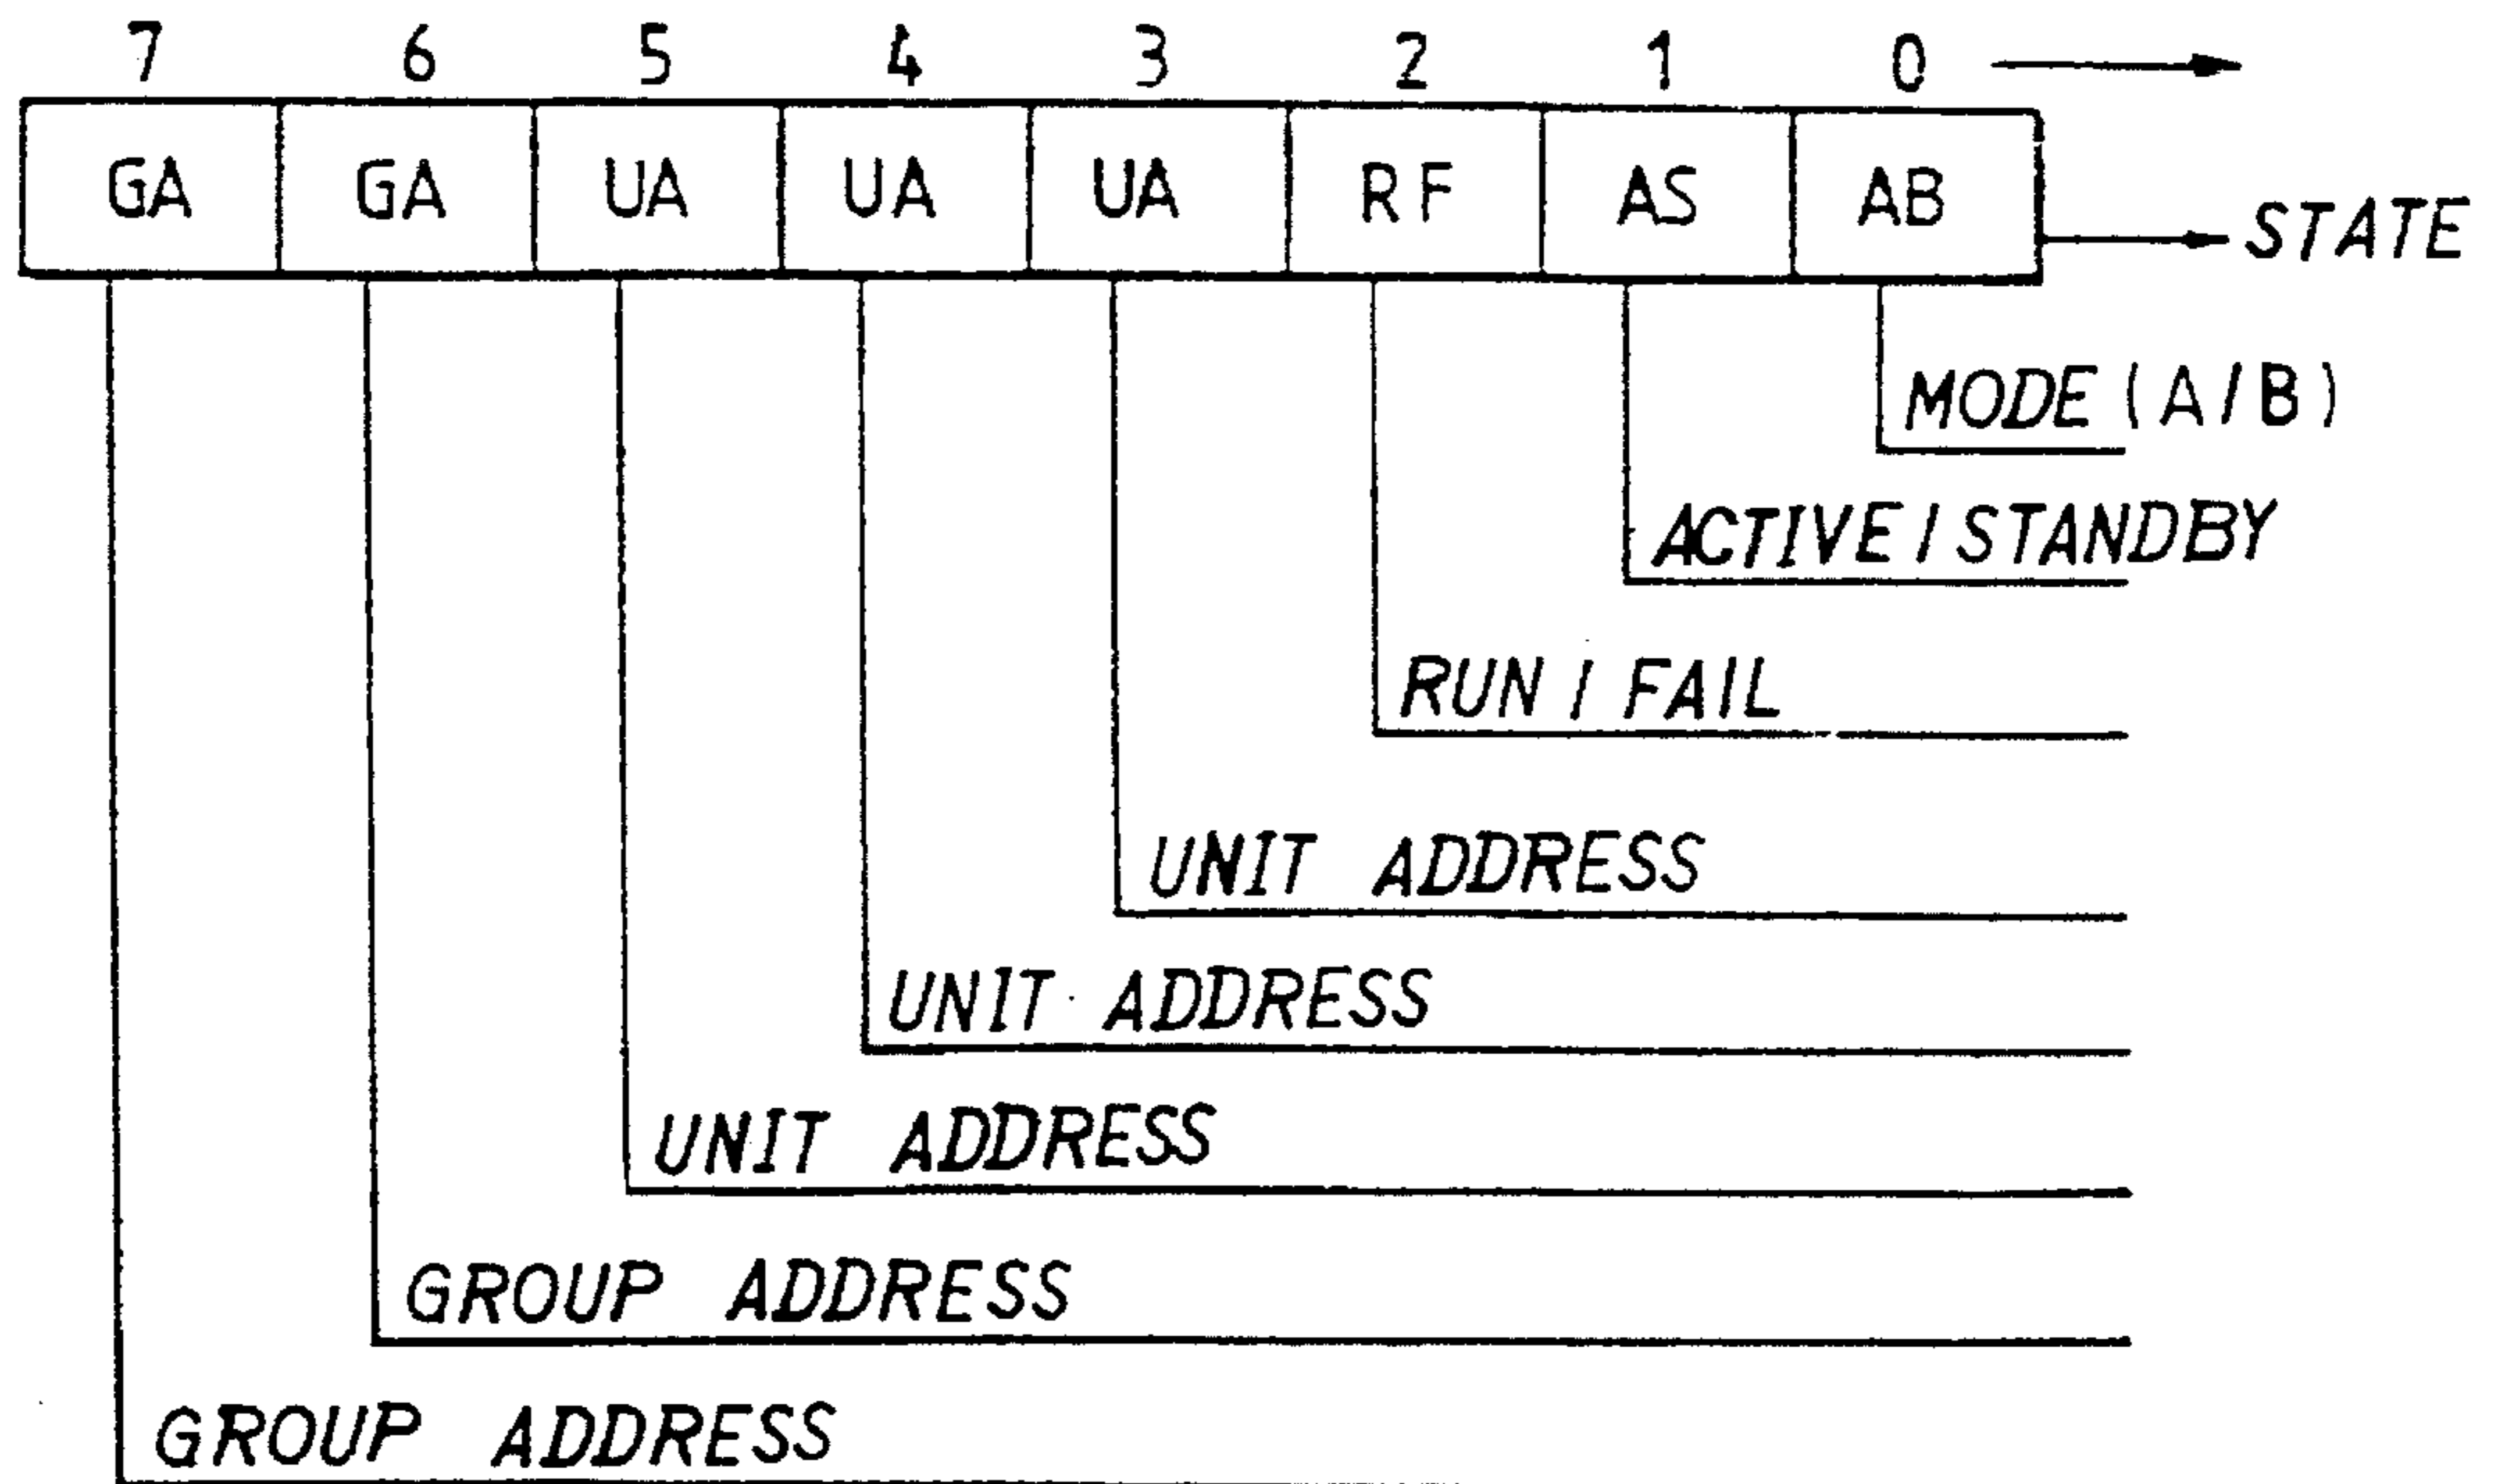 7 6 5 4 3 2 1 0
GA GA UA UA UA RF AS AB
STATE
MODE (A/B)
ACTIVE / STANDBY
RUN / FAIL
UNIT ADDRESS
UNIT ADDRESS
UNIT ADDRESS
GROUP ADDRESS
GROUP ADDRESS